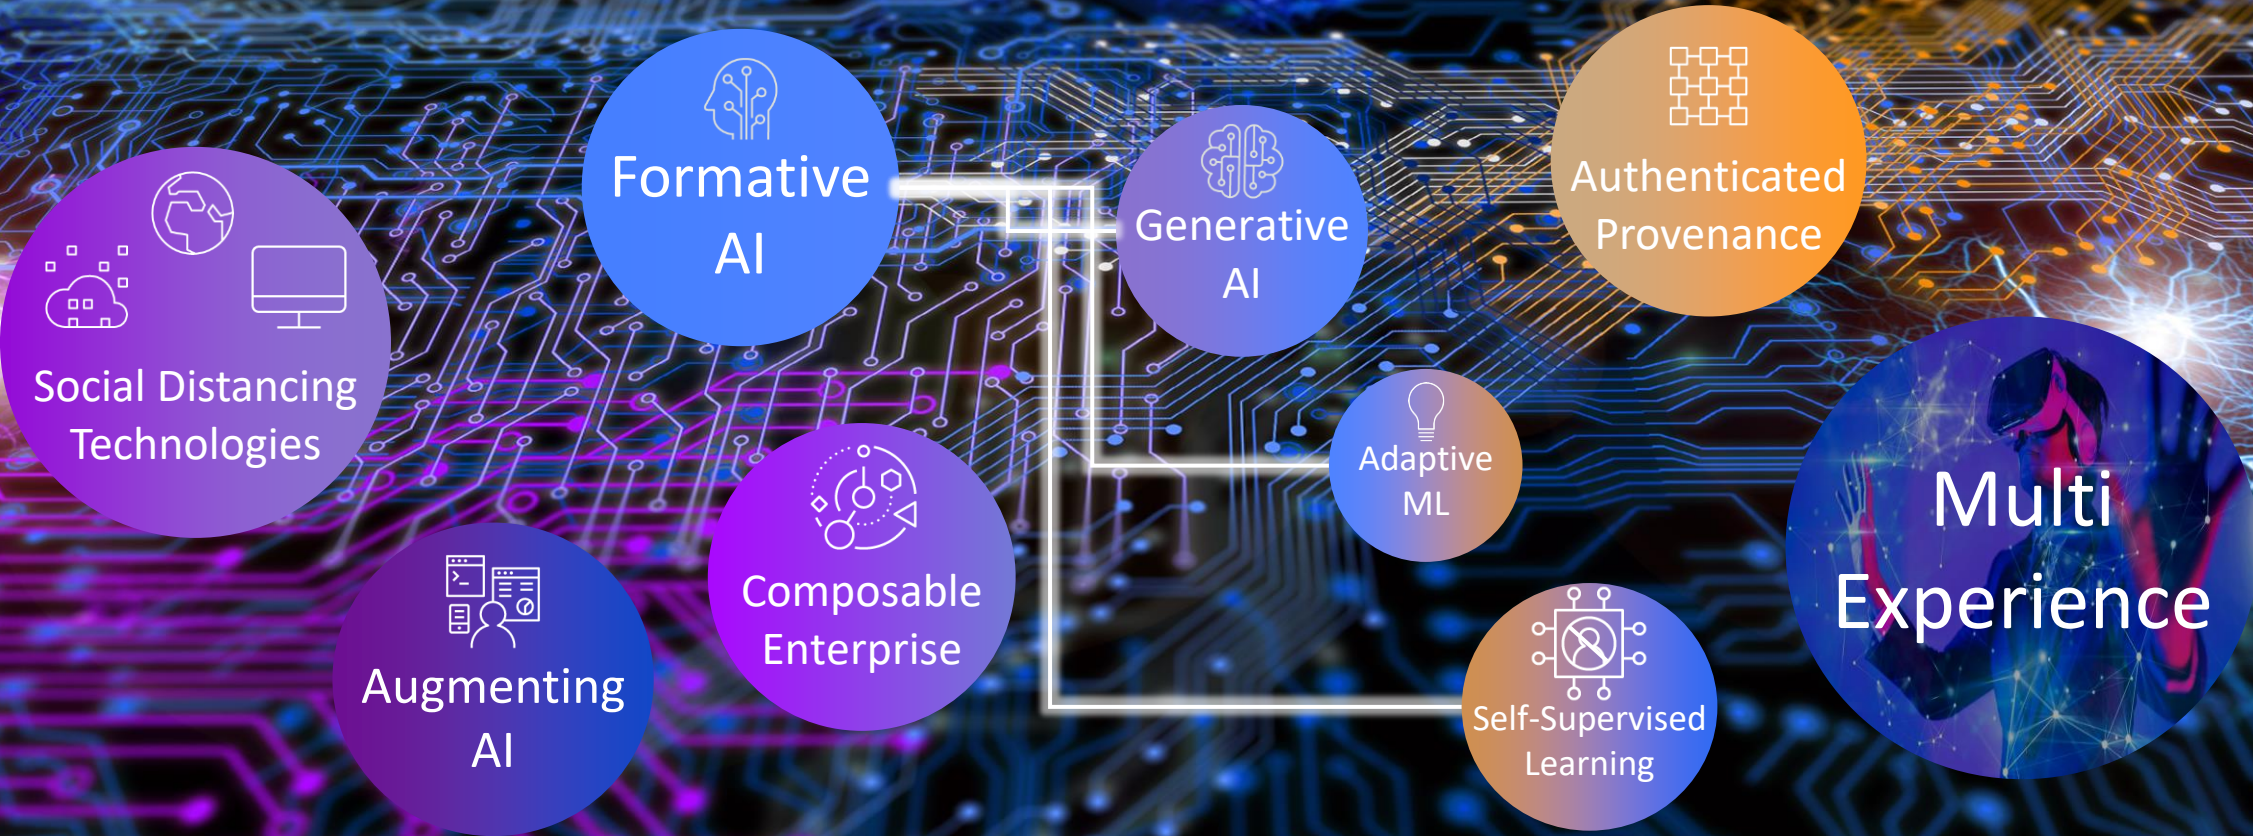 Social Distancing
Technologies
Formative
AI
Generative
AI
Authenticated
Provenance
Augmenting
AI
Composable
Enterprise
Adaptive
ML
Self-Supervised
Learning
Multi
Experience